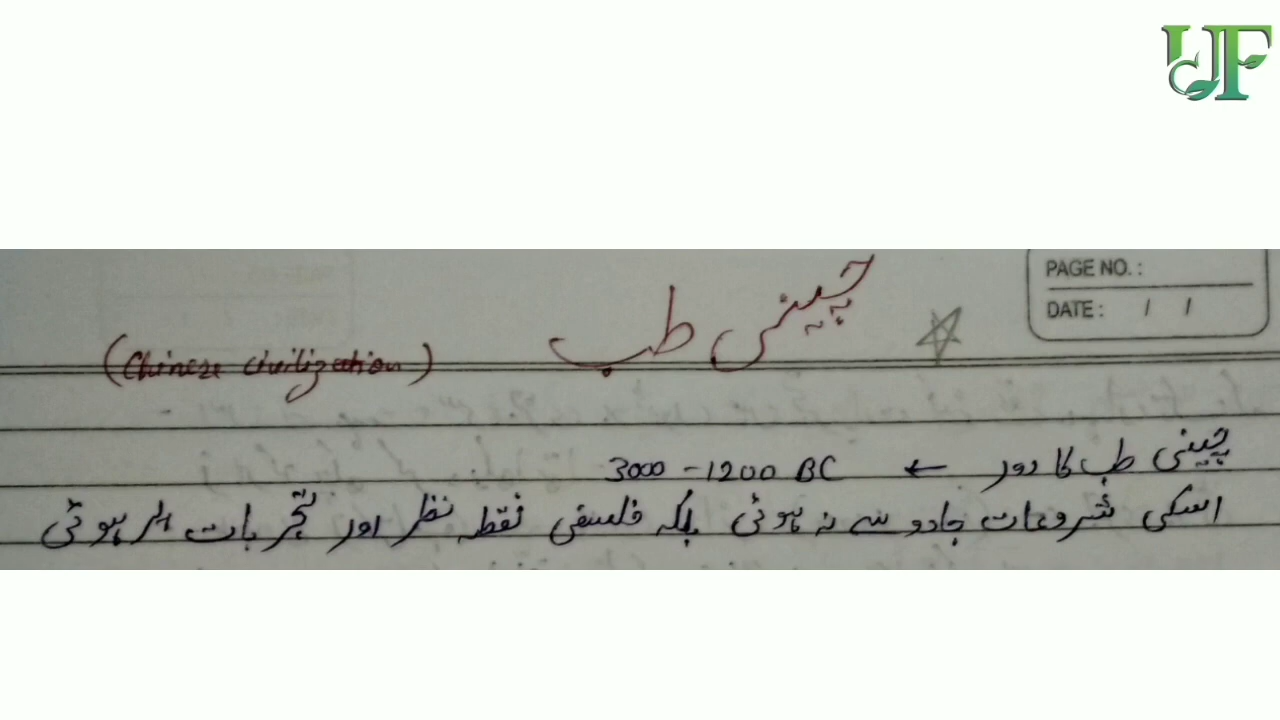 UF
PAGE NO. :
DATE : / /
چینی طب
(Chinese Civilization)
چینی طب کا دور ← 3000 - 1200 BC
اسکی شروعات جادو سے نہ ہوئی بلکہ فلسفی نقطہ نظر اور تجربات پر ہوئی